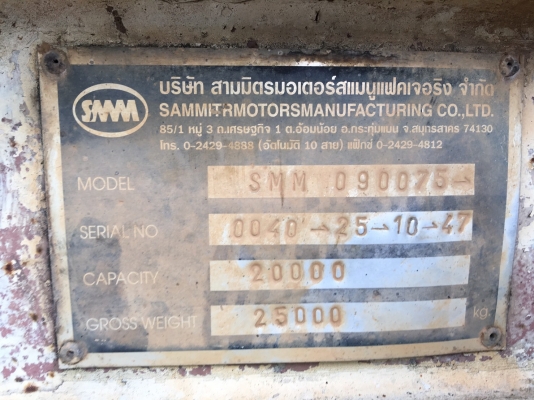 SMM
บริษัท สามมิตรมอเตอร์สแมนูแฟคเจอริง จำกัด
SAMMITRMOTORSMANUFACTURING CO.,LTD.
85/1 หมู่ 3 ถ.เศรษฐกิจ 1 ต.อ้อมน้อย อ.กระทุ่มแบน จ.สมุทรสาคร 74130
โทร. 0-2429-4888 (อัตโนมัติ 10 สาย) แฟ็กซ์ 0-2429-4812
MODEL SMM 090075-
SERIAL NO 0040-25-10-47
CAPACITY 20000
GROSS WEIGHT 25000 kg.